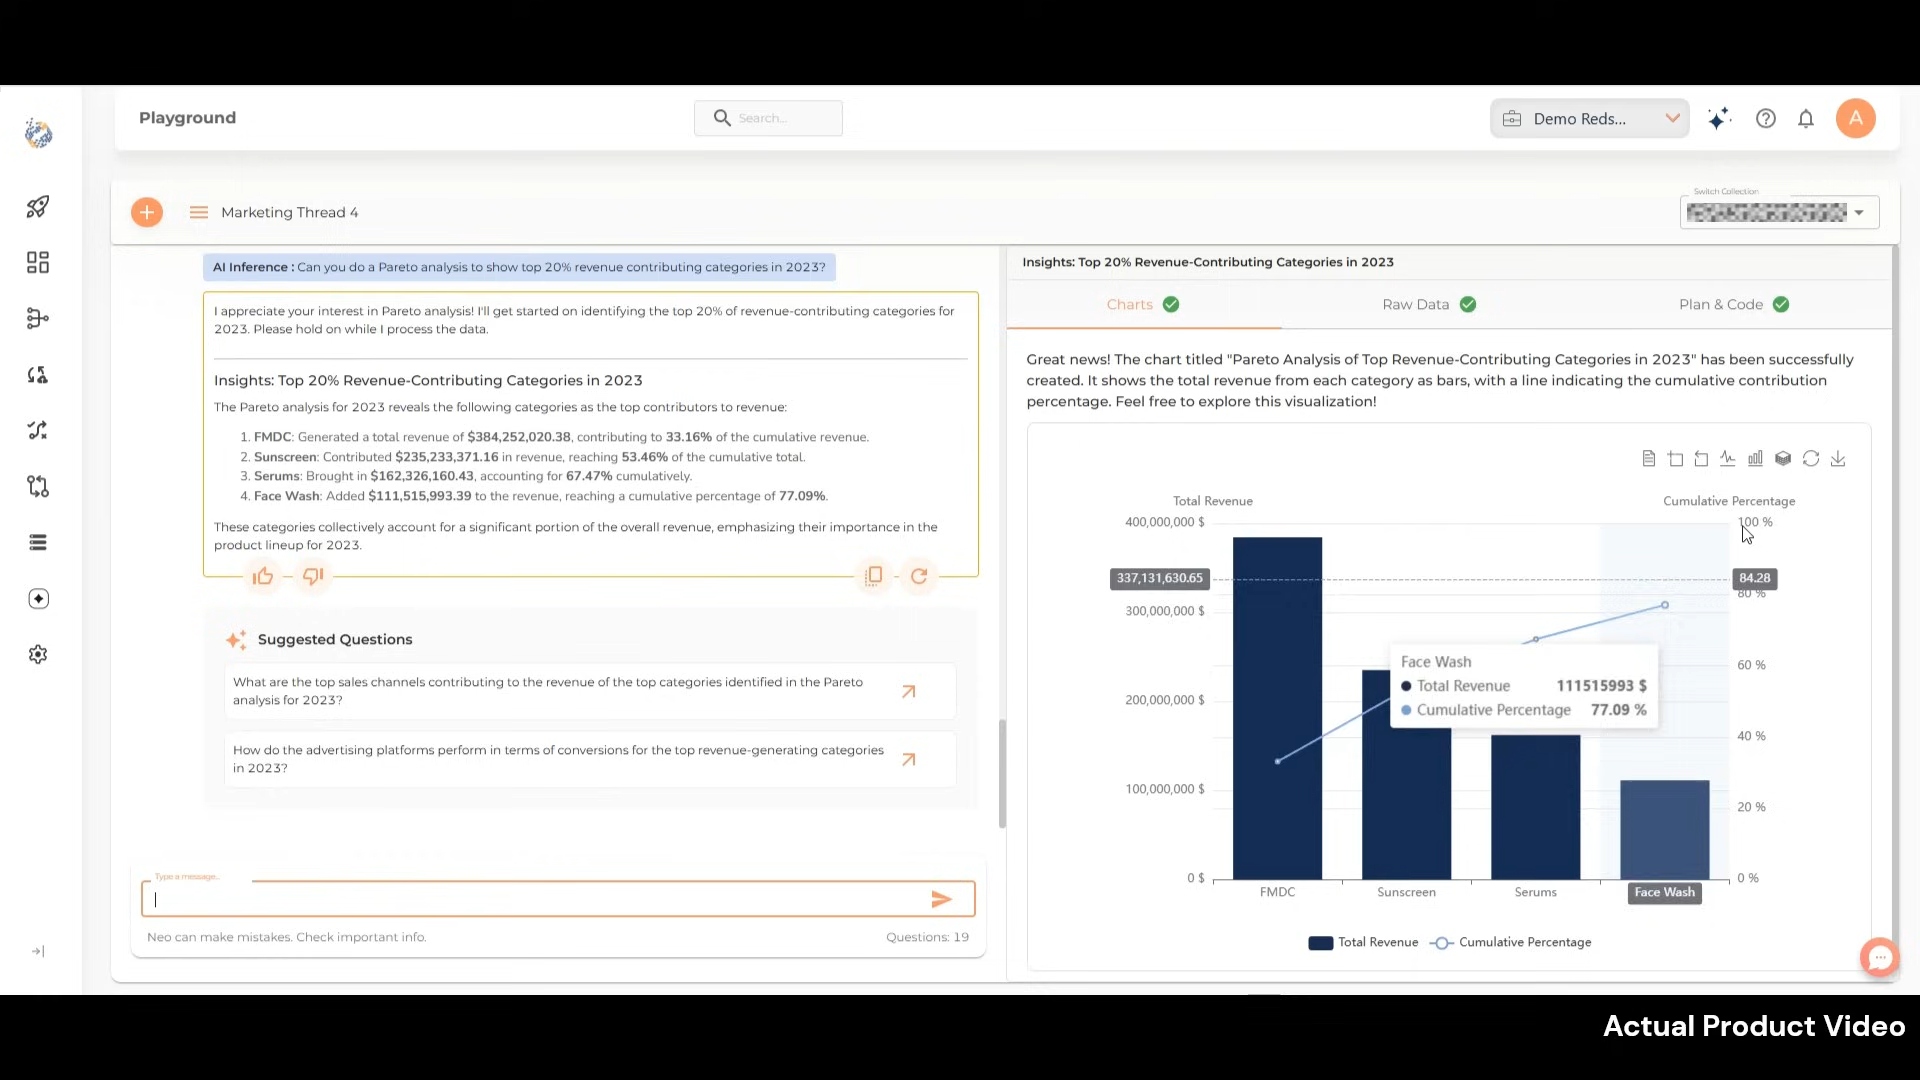 Playground
Search...
Demo Reds...
A
Marketing Thread 4
Switch Collection
AI Inference : Can you do a Pareto analysis to show top 20% revenue contributing categories in 2023?
I appreciate your interest in Pareto analysis! I'll get started on identifying the top 20% of revenue-contributing categories for
2023. Please hold on while I process the data.
Insights: Top 20% Revenue-Contributing Categories in 2023
The Pareto analysis for 2023 reveals the following categories as the top contributors to revenue:
1. FMDC: Generated a total revenue of $384,252,020.38, contributing to 33.16% of the cumulative revenue.
2. Sunscreen: Contributed $235,233,371.16 in revenue, reaching 53.46% of the cumulative total.
3. Serums: Brought in $162,326,160.43, accounting for 67.47% cumulatively.
4. Face Wash: Added $111,515,993.39 to the revenue, reaching a cumulative percentage of 77.09%.
These categories collectively account for a significant portion of the overall revenue, emphasizing their importance in the
product lineup for 2023.
Suggested Questions
What are the top sales channels contributing to the revenue of the top categories identified in the Pareto
analysis for 2023?
How do the advertising platforms perform in terms of conversions for the top revenue-generating categories
in 2023?
Type a message...
Neo can make mistakes. Check important info.
Questions: 19
Insights: Top 20% Revenue-Contributing Categories in 2023
Charts
Raw Data
Plan & Code
Great news! The chart titled "Pareto Analysis of Top Revenue-Contributing Categories in 2023" has been successfully
created. It shows the total revenue from each category as bars, with a line indicating the cumulative contribution
percentage. Feel free to explore this visualization!
Total Revenue
Cumulative Percentage
400,000,000 $
100 %
337,131,630.65
84.28
80 %
300,000,000 $
Face Wash
60 %
Total Revenue 111515993 $
200,000,000 $
Cumulative Percentage 77.09 %
40 %
100,000,000 $
20 %
0 $
0 %
FMDC
Sunscreen
Serums
Face Wash
Total Revenue
Cumulative Percentage
Actual Product Video